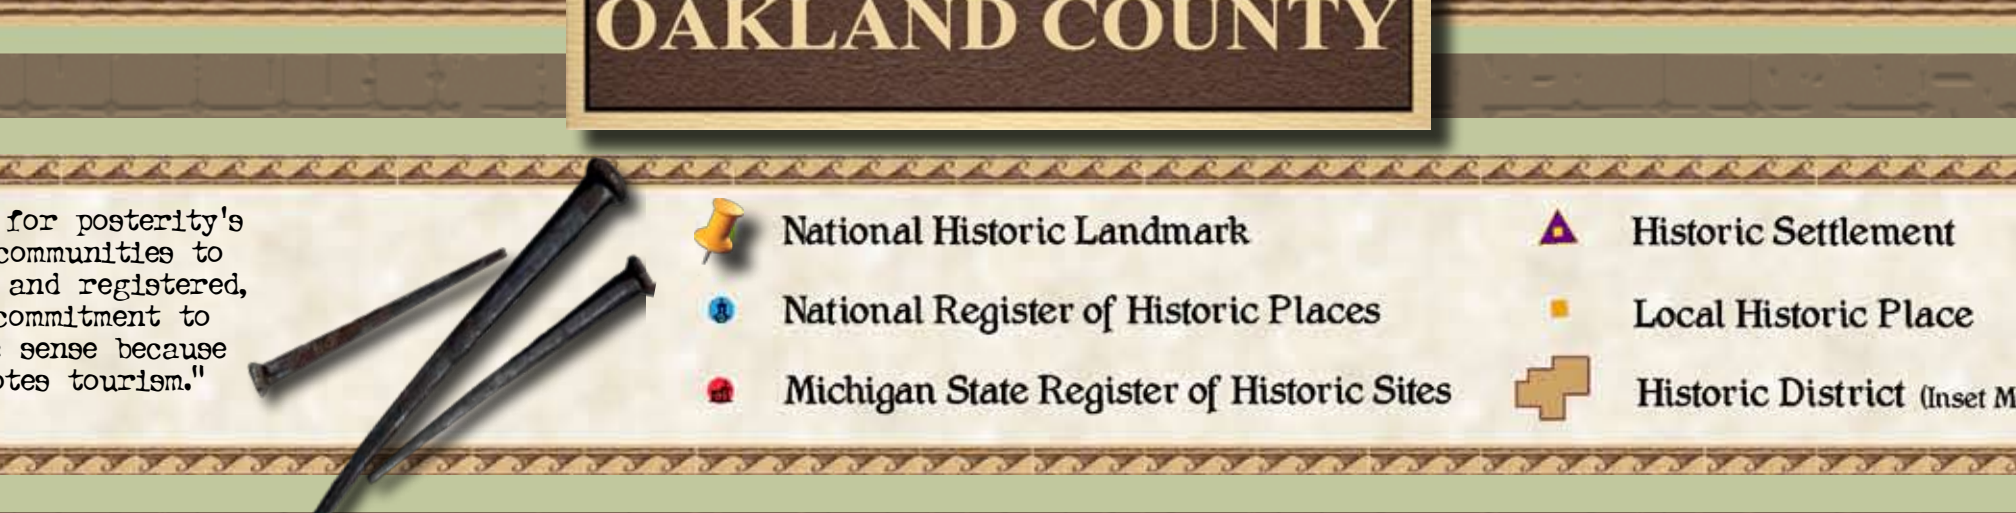 OAKLAND COUNTY
for posterity's
communities to
and registered,
commitment to
sense because
tourism."
National Historic Landmark
National Register of Historic Places
Michigan State Register of Historic Sites
Historic Settlement
Local Historic Place
Historic District (Inset